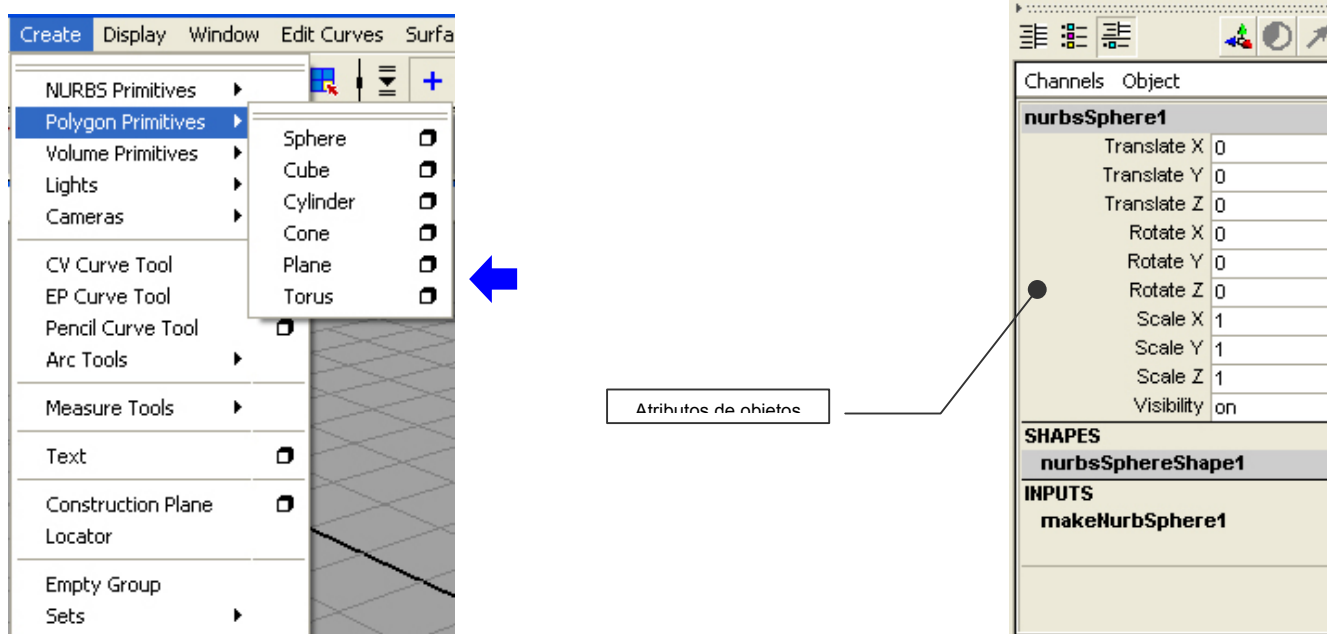 Create Display Window Edit Curves Surfa
NURBS Primitives
Polygon Primitives
Volume Primitives
Lights
Cameras
CV Curve Tool
EP Curve Tool
Pencil Curve Tool
Arc Tools
Measure Tools
Text
Construction Plane
Locator
Empty Group
Sets
Sphere
Cube
Cylinder
Cone
Plane
Torus
Atributos de objetos
Channels Object
nurbsSphere1
Translate X 0
Translate Y 0
Translate Z 0
Rotate X 0
Rotate Y 0
Rotate Z 0
Scale X 1
Scale Y 1
Scale Z 1
Visibility on
SHAPES
nurbsSphereShape1
INPUTS
makeNurbSphere1